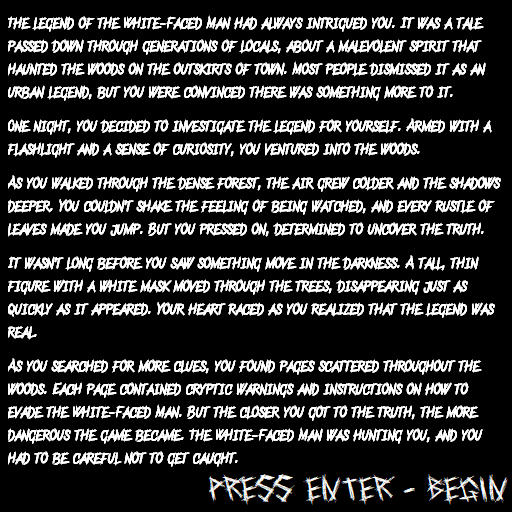 The legend of the white-faced man had always intrigued you. It was a tale
passed down through generations of locals, about a malevolent spirit that
haunted the woods on the outskirts of town. Most people dismissed it as an
urban legend, but you were convinced there was something more to it.
One night, you decided to investigate the legend for yourself. Armed with a
flashlight and a sense of curiosity, you ventured into the woods.
As you walked through the dense forest, the air grew colder and the shadows
deeper. You couldn't shake the feeling of being watched, and every rustle of
leaves made you jump. But you pressed on, determined to uncover the truth.
It wasn't long before you saw something move in the darkness. A tall, thin
figure with a white mask moved through the trees, disappearing just as
quickly as it appeared. Your heart raced as you realized that the legend was
real.
As you searched for more clues, you found pages scattered throughout the
woods. Each page contained cryptic warnings and instructions on how to
evade the white-faced man. But the closer you got to the truth, the more
dangerous the game became. The white-faced man was hunting you, and you
had to be careful not to get caught.
PRESS ENTER - BEGIN